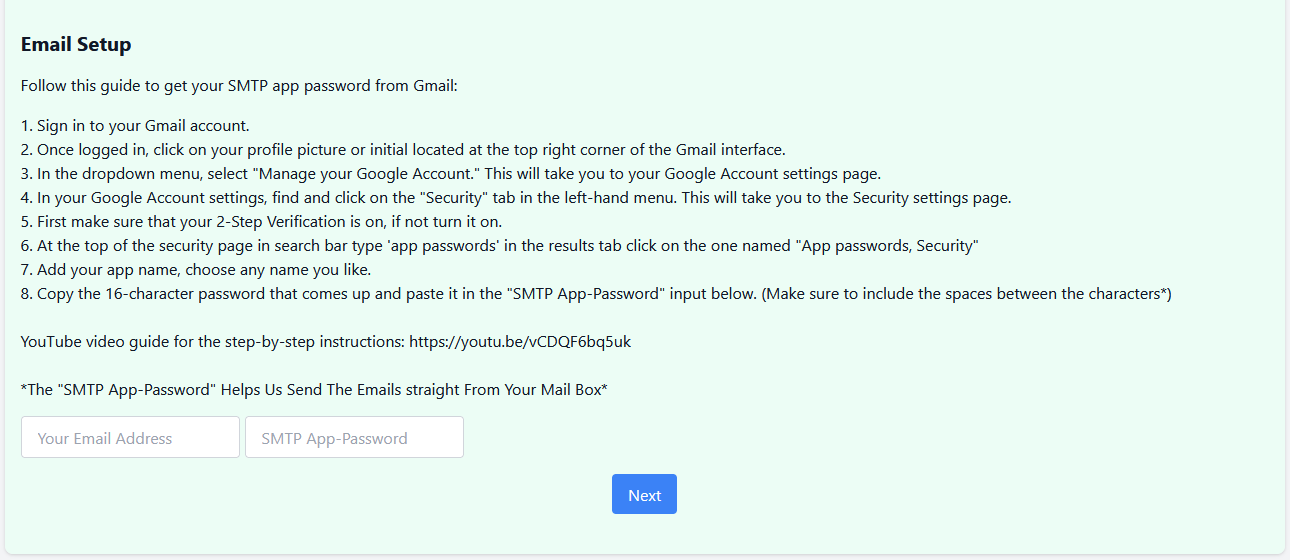 Email Setup
Follow this guide to get your SMTP app password from Gmail:
1. Sign in to your Gmail account.
2. Once logged in, click on your profile picture or initial located at the top right corner of the Gmail interface.
3. In the dropdown menu, select "Manage your Google Account." This will take you to your Google Account settings page.
4. In your Google Account settings, find and click on the "Security" tab in the left-hand menu. This will take you to the Security settings page.
5. First make sure that your 2-Step Verification is on, if not turn it on.
6. At the top of the security page in search bar type 'app passwords' in the results tab click on the one named "App passwords, Security"
7. Add your app name, choose any name you like.
8. Copy the 16-character password that comes up and paste it in the "SMTP App-Password" input below. (Make sure to include the spaces between the characters*)
YouTube video guide for the step-by-step instructions: https://youtu.be/vCDQF6bq5uk
*The "SMTP App-Password" Helps Us Send The Emails straight From Your Mail Box*
Your Email Address SMTP App-Password
Next